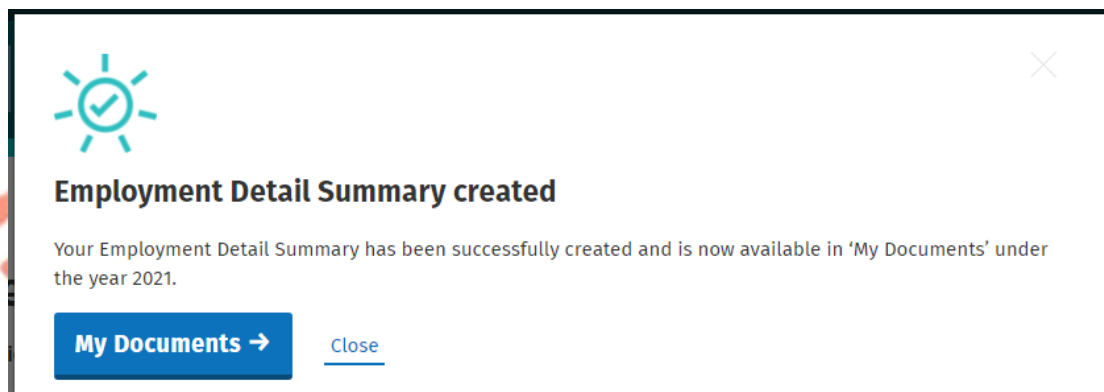 Employment Detail Summary created
Your Employment Detail Summary has been successfully created and is now available in ‘My Documents’ under
the year 2021.
My Documents →
Close